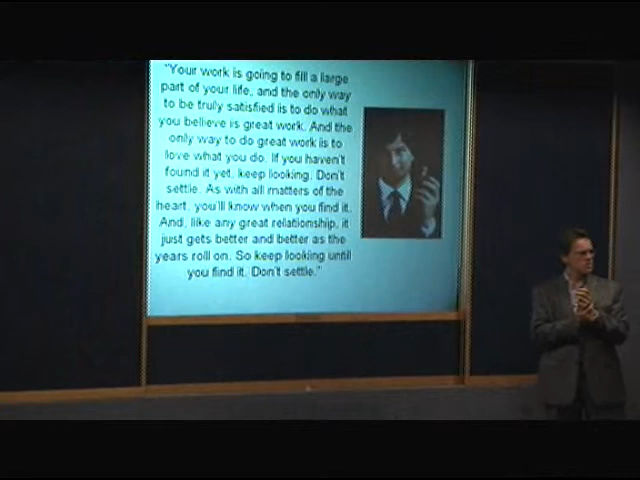 "Your work is going to fill a large
part of your life, and the only way
to be truly satisfied is to do what
you believe is great work. And the
only way to do great work is to
love what you do. If you haven't
found it yet, keep looking. Don't
settle. As with all matters of the
heart, you'll know when you find it.
And, like any great relationship, it
just gets better and better as the
years roll on. So keep looking until
you find it. Don't settle."